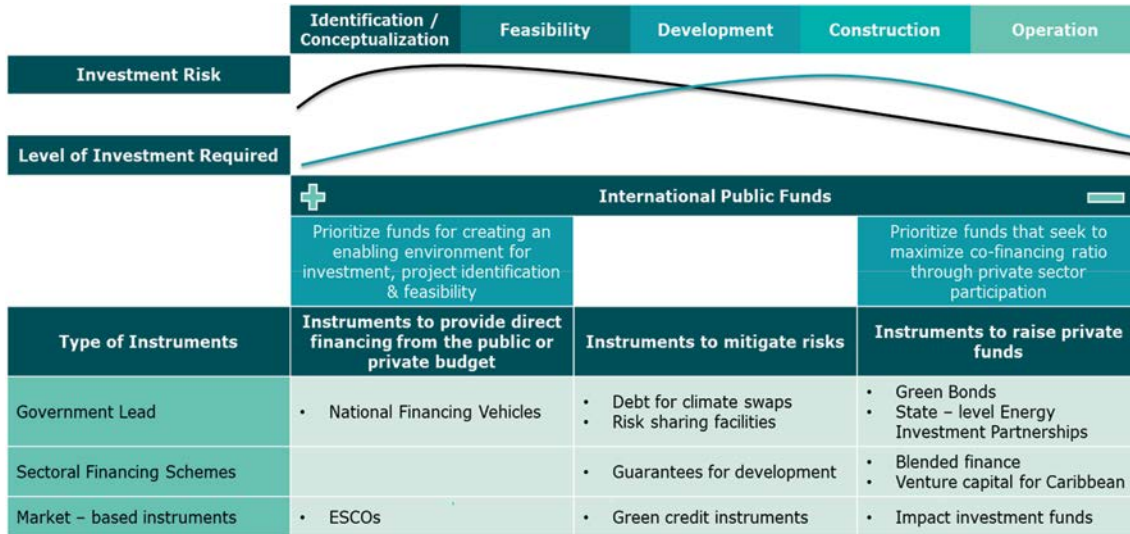 Identification / Conceptualization
Feasibility
Development
Construction
Operation
Investment Risk
Level of Investment Required
International Public Funds
Prioritize funds for creating an
enabling environment for
investment, project identification
& feasibility
Prioritize funds that seek to
maximize co-financing ratio
through private sector
participation
Type of Instruments
Instruments to provide direct
financing from the public or
private budget
Instruments to mitigate risks
Instruments to raise private
funds
Government Lead
• National Financing Vehicles
• Debt for climate swaps
• Risk sharing facilities
• Green Bonds
• State – level Energy
Investment Partnerships
Sectoral Financing Schemes
• Guarantees for development
• Blended finance
• Venture capital for Caribbean
Market – based instruments
• ESCOs
• Green credit instruments
• Impact investment funds